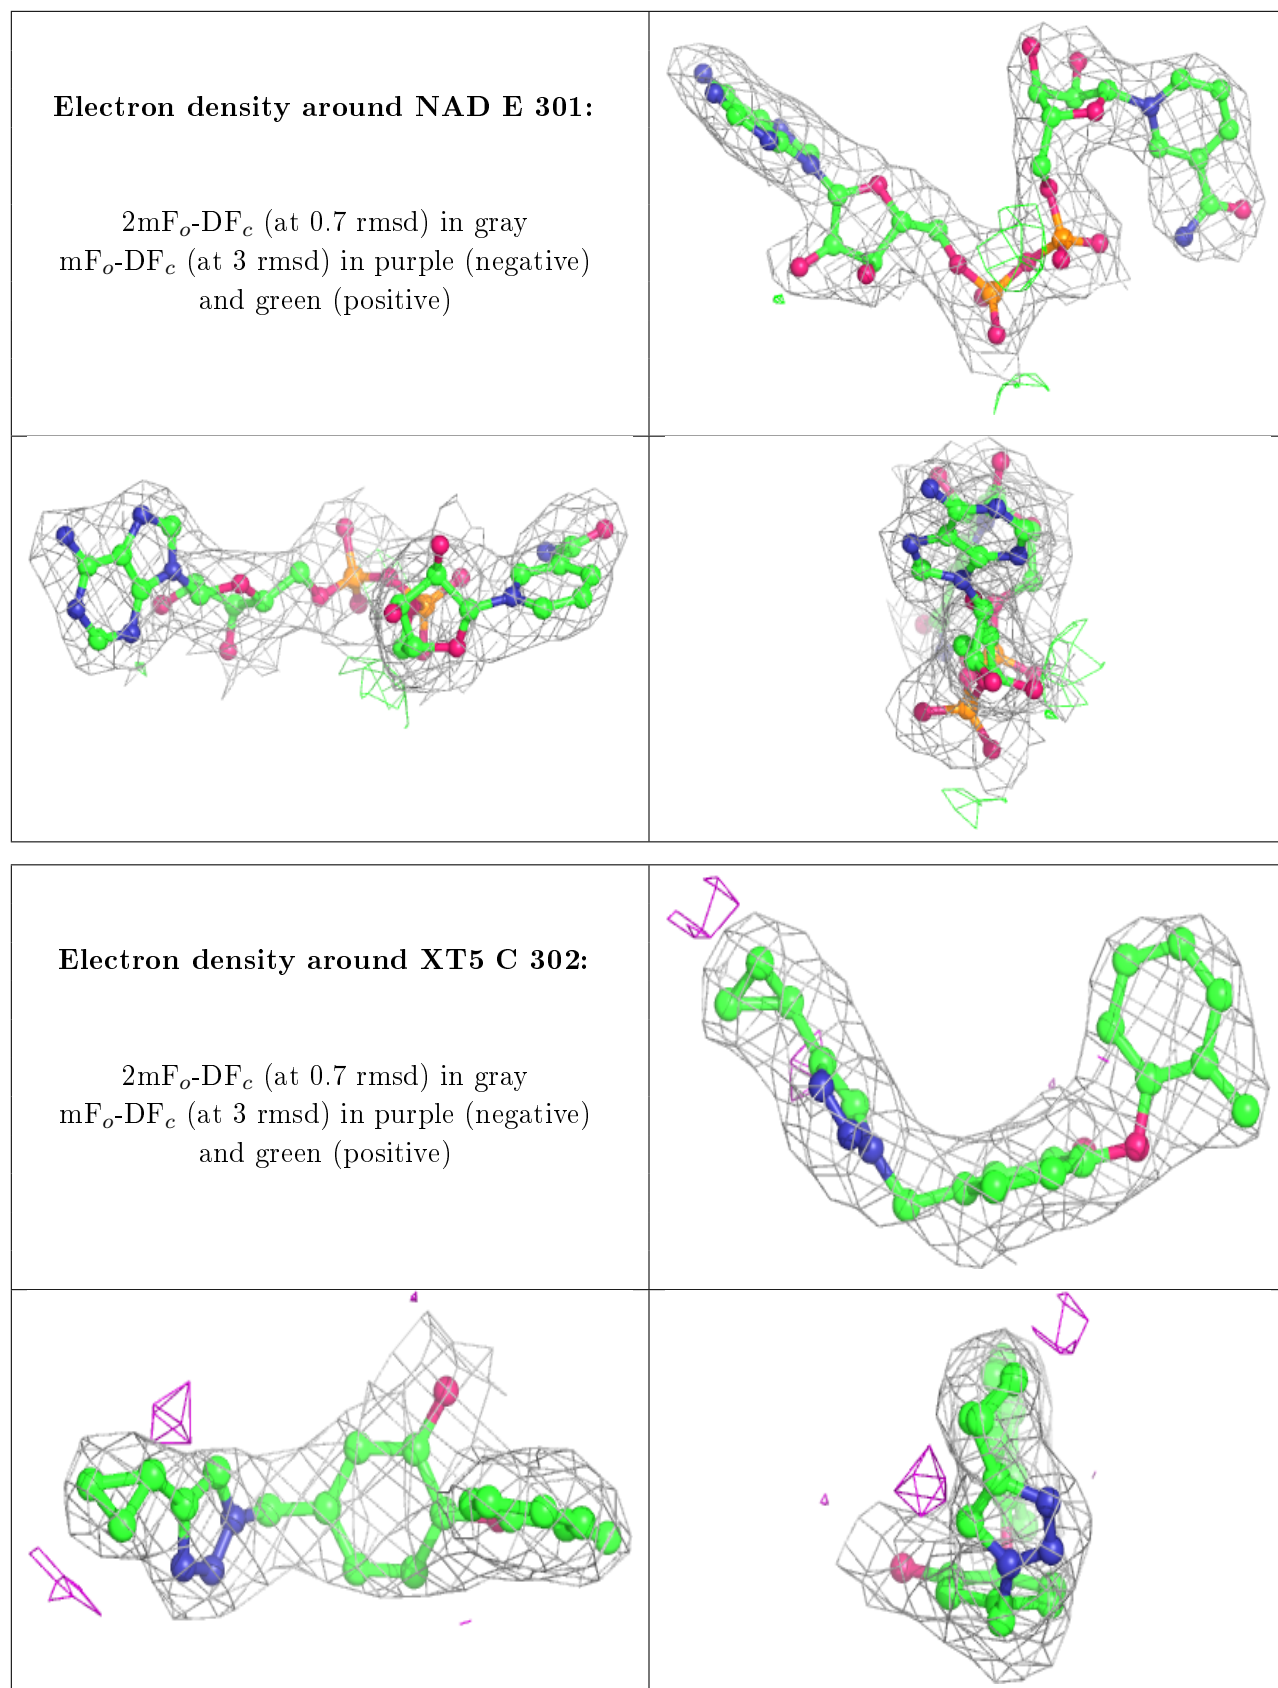 Electron density around NAD E 301:
2mFo-DFc (at 0.7 rmsd) in gray
mFo-DFc (at 3 rmsd) in purple (negative)
and green (positive)
Electron density around XT5 C 302:
2mFo-DFc (at 0.7 rmsd) in gray
mFo-DFc (at 3 rmsd) in purple (negative)
and green (positive)